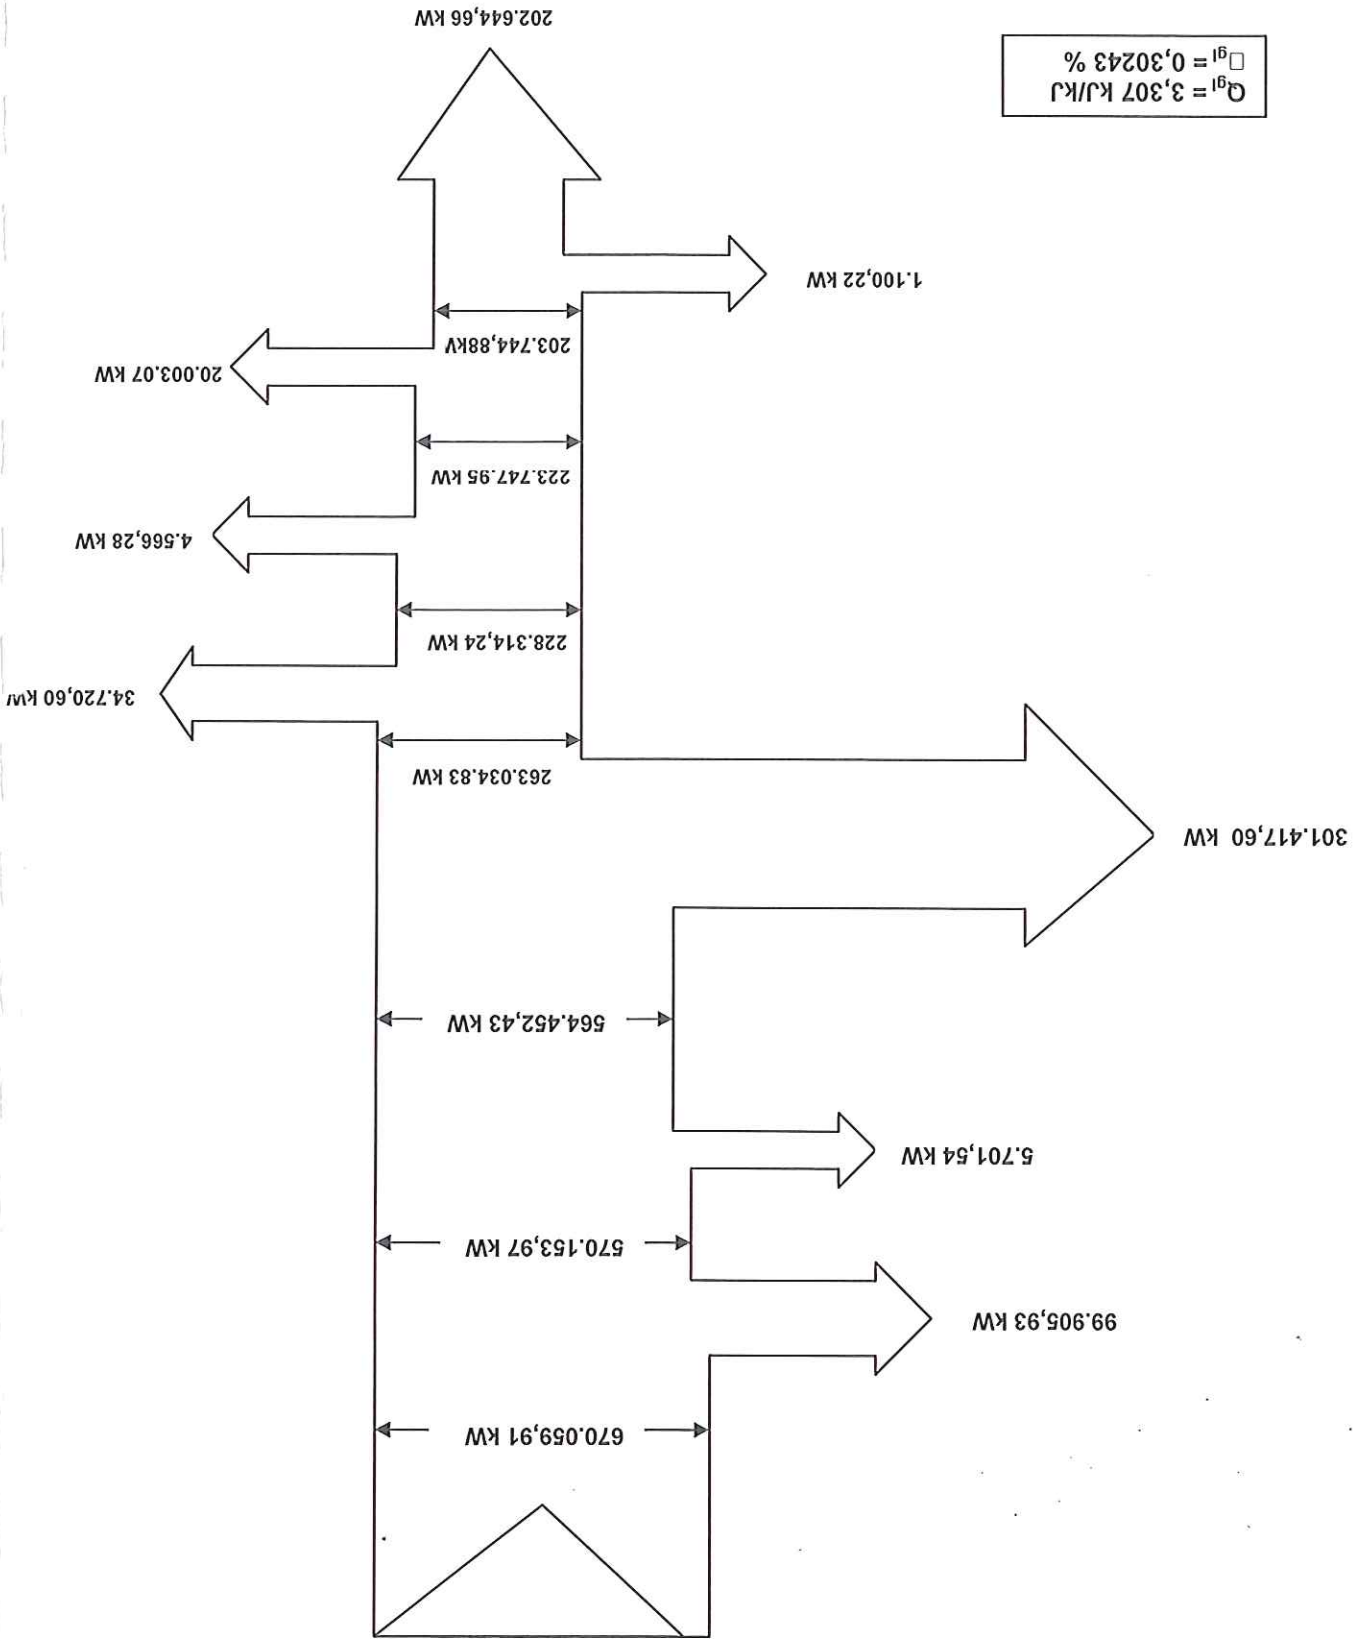 670.059,91 kW
99.905,93 kW
570.153,97 kW
5.701,54 kW
564.452,43 kW
301.417,60 kW
263.034.83 kW
34.720,60 kW
228.314,24 kW
4.566,28 kW
223.747.95 kW
20.003.07 kW
203.744,88kV
1.100,22 kW
Qgl = 3,307 kJ/kJ
□gl = 0,30243 %
202.644,66 kW